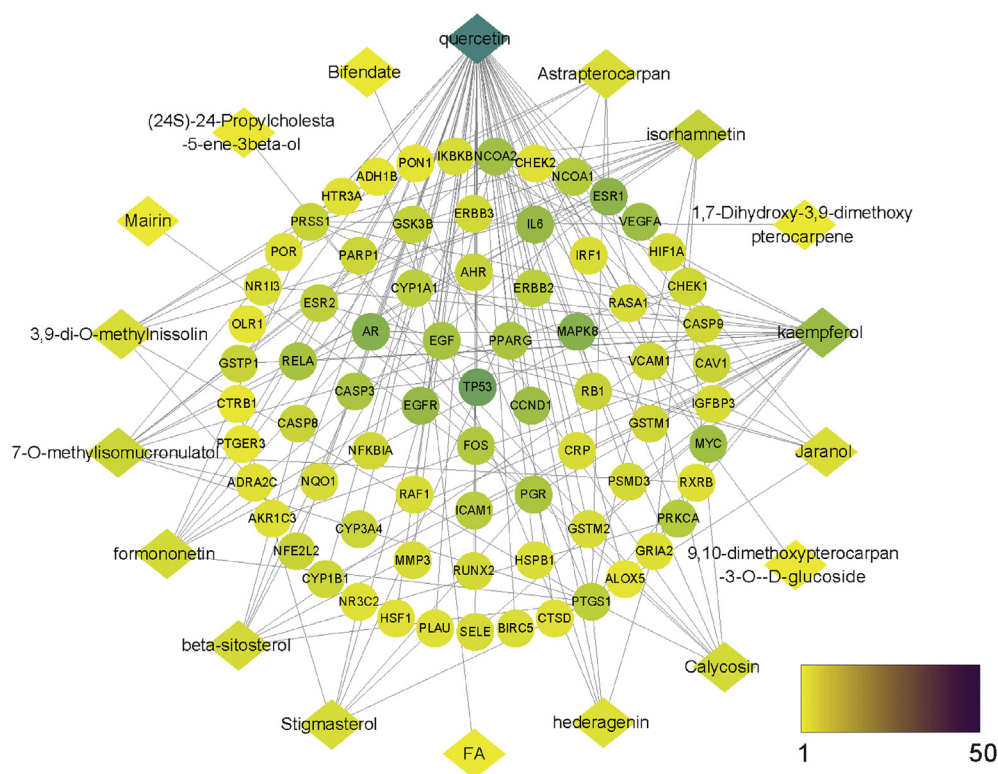 quercetin
Bifendate
Astrapterocarpan
(24S)-24-Propylcholesta
-5-ene-3beta-ol
isorhamnetin
Mairin
1,7-Dihydroxy-3,9-dimethoxy
pterocarpene
3,9-di-O-methylnissolin
kaempferol
7-O-methylisomucronulatol
Jaranol
formononetin
9,10-dimethoxypterocarpan
-3-O--D-glucoside
beta-sitosterol
Calycosin
Stigmasterol
hederagenin
FA
IKBKB
NCOA2
CHEK2
PON1
NCOA1
ADH1B
HTR3A
ESR1
PRSS1
GSK3B
ERBB3
IL6
VEGFA
POR
PARP1
IRF1
HIF1A
NR1I3
CYP1A1
AHR
ERBB2
CHEK1
ESR2
RASA1
OLR1
AR
EGF
PPARG
MAPK8
CASP9
GSTP1
RELA
VCAM1
CAV1
CASP3
TP53
RB1
CTRB1
EGFR
CCND1
IGFBP3
CASP8
GSTM1
PTGER3
NFKBIA
FOS
CRP
MYC
ADRA2C
NQO1
RAF1
PGR
PSMD3
RXRB
AKR1C3
CYP3A4
ICAM1
GSTM2
PRKCA
NFE2L2
MMP3
RUNX2
HSPB1
GRIA2
CYP1B1
ALOX5
NR3C2
PTGS1
HSF1
PLAU
SELE
BIRC5
CTSD
1
50